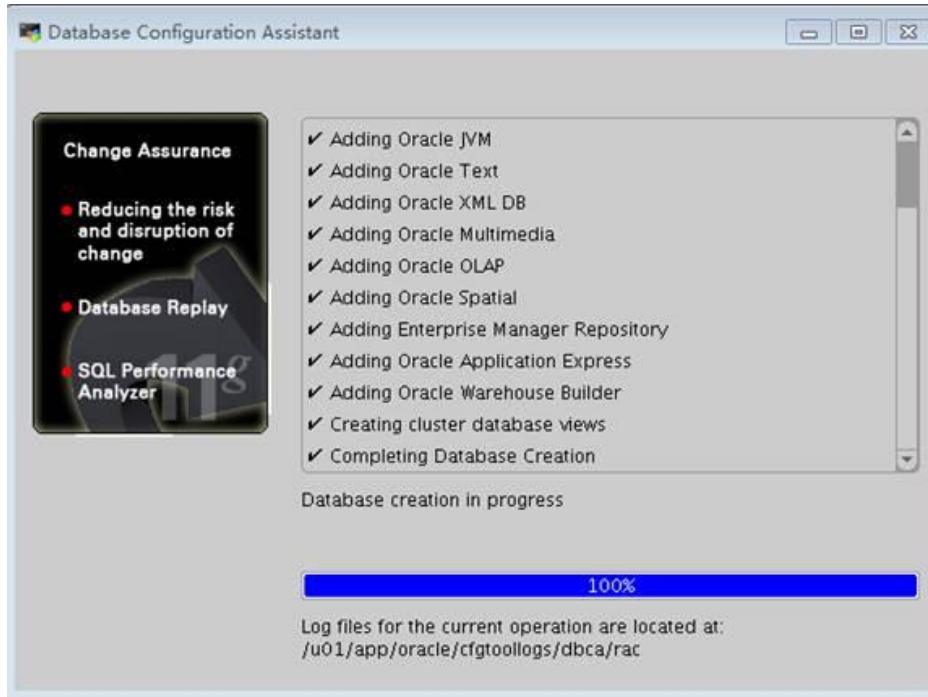 Database Configuration Assistant
Change Assurance
Reducing the risk
and disruption of
change
Database Replay
SQL Performance
Analyzer
11g
✔ Adding Oracle JVM
✔ Adding Oracle Text
✔ Adding Oracle XML DB
✔ Adding Oracle Multimedia
✔ Adding Oracle OLAP
✔ Adding Oracle Spatial
✔ Adding Enterprise Manager Repository
✔ Adding Oracle Application Express
✔ Adding Oracle Warehouse Builder
✔ Creating cluster database views
✔ Completing Database Creation
Database creation in progress
100%
Log files for the current operation are located at:
/u01/app/oracle/cfgtoollogs/dbca/rac